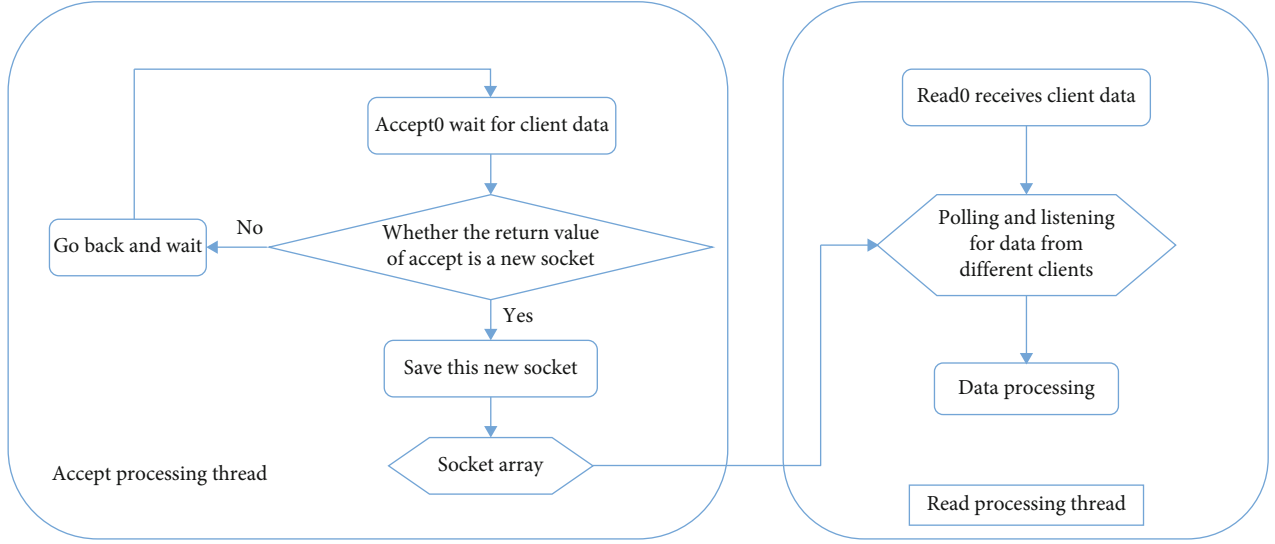 Accept0 wait for client data
Whether the return value
of accept is a new socket
No
Go back and wait
Yes
Save this new socket
Socket array
Accept processing thread
Read0 receives client data
Polling and listening
for data from
different clients
Data processing
Read processing thread